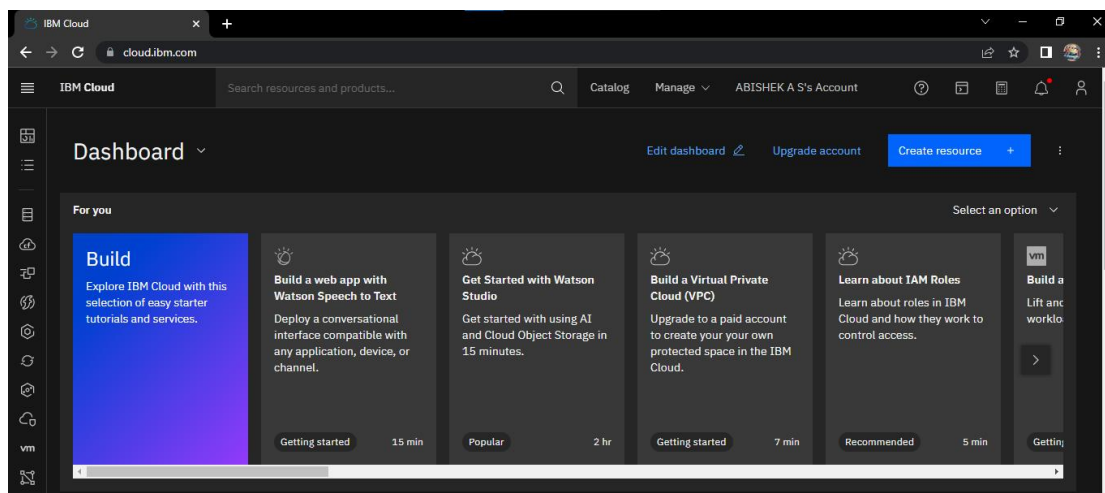 IBM Cloud
cloud.ibm.com
IBM Cloud
Search resources and products...
Catalog
Manage
ABISHEK A S's Account
Dashboard
Edit dashboard
Upgrade account
Create resource +
For you
Select an option
Build
Explore IBM Cloud with this
selection of easy starter
tutorials and services.
Build a web app with
Watson Speech to Text
Deploy a conversational
interface compatible with
any application, device, or
channel.
Getting started
15 min
Get Started with Watson
Studio
Get started with using AI
and Cloud Object Storage in
15 minutes.
Popular
2 hr
Build a Virtual Private
Cloud (VPC)
Upgrade to a paid account
to create your your own
protected space in the IBM
Cloud.
Getting started
7 min
Learn about IAM Roles
Learn about roles in IBM
Cloud and how they work to
control access.
Recommended
5 min
vm
Build a
Lift and
worklo
Getting
vm